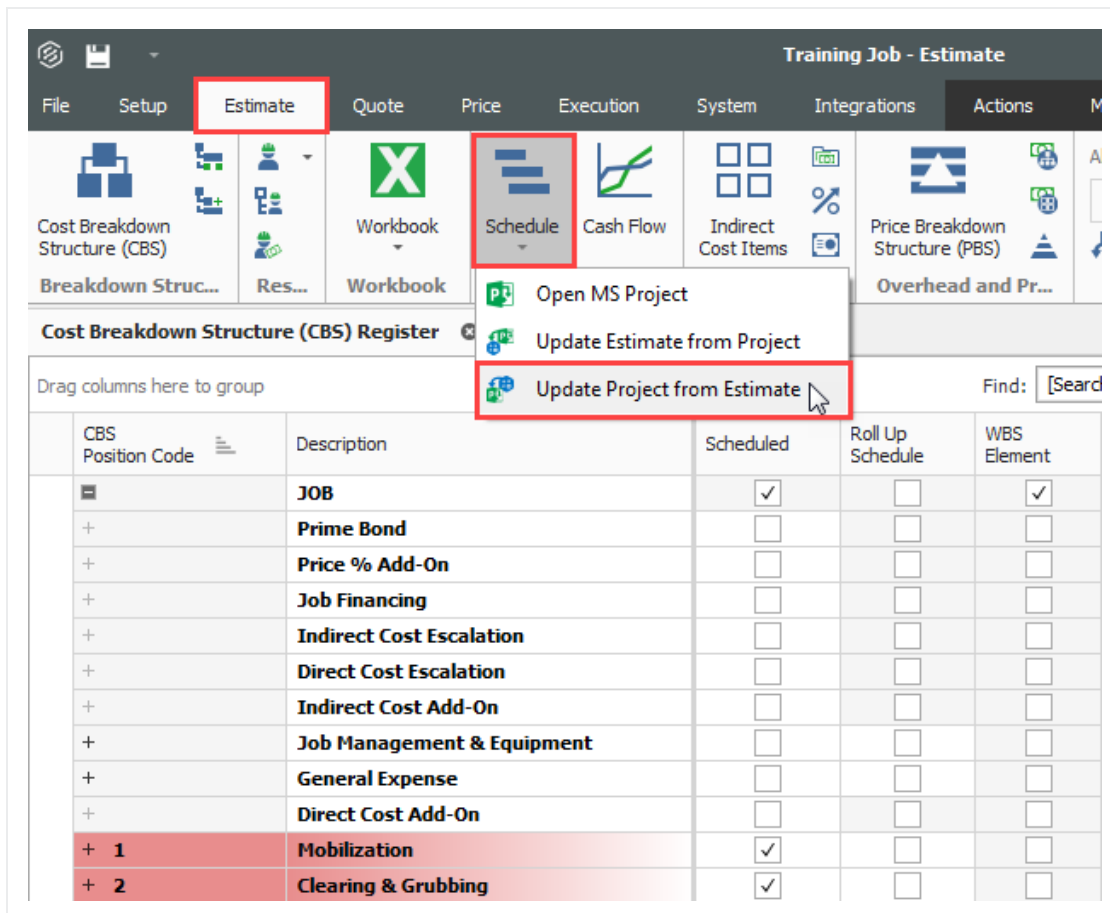 Training Job - Estimate
File Setup Estimate Quote Price Execution System Integrations Actions M
Cost Breakdown
Structure (CBS)
Workbook
Schedule
Cash Flow
Indirect
Cost Items
Price Breakdown
Structure (PBS)
A
Breakdown Struc... Res... Workbook Overhead and Pr...
Open MS Project
Update Estimate from Project
Update Project from Estimate
Cost Breakdown Structure (CBS) Register
Drag columns here to group
Find: [Search
CBS
Position Code
Description
Scheduled
Roll Up
Schedule
WBS
Element
JOB
Prime Bond
Price % Add-On
Job Financing
Indirect Cost Escalation
Direct Cost Escalation
Indirect Cost Add-On
Job Management & Equipment
General Expense
Direct Cost Add-On
1 Mobilization
2 Clearing & Grubbing